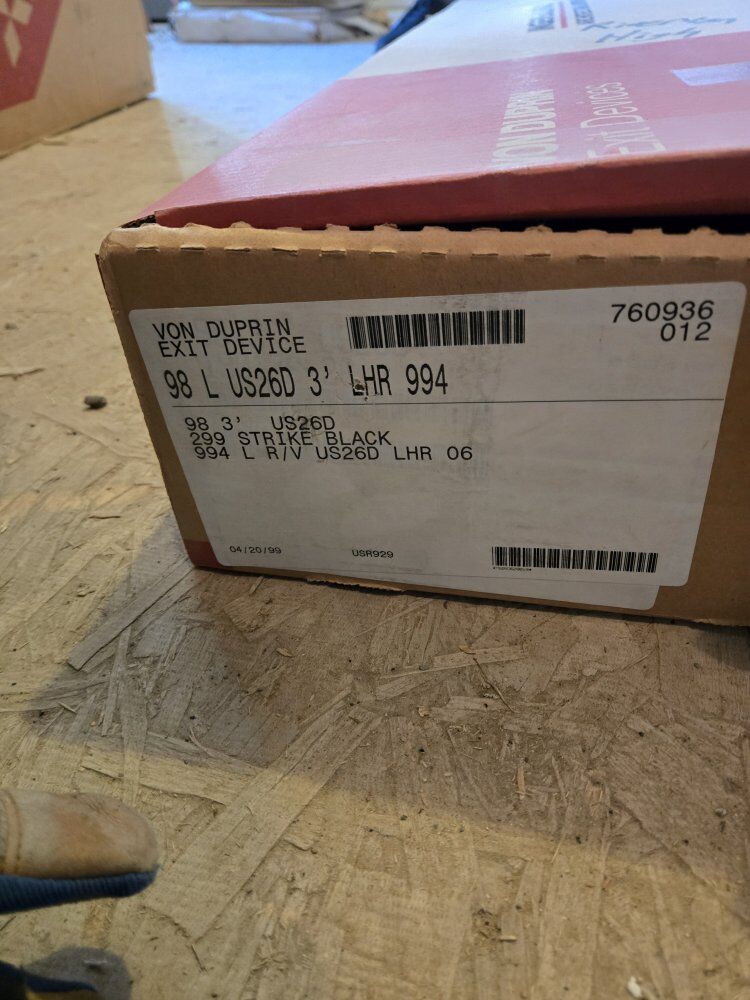 VON DUPRIN
Exit Devices
VON DUPRIN
EXIT DEVICE
760936
012
98 L US26D 3' LHR 994
98 3' US26D
299 STRIKE BLACK
994 L R/V US26D LHR 06
04/20/99
USR929